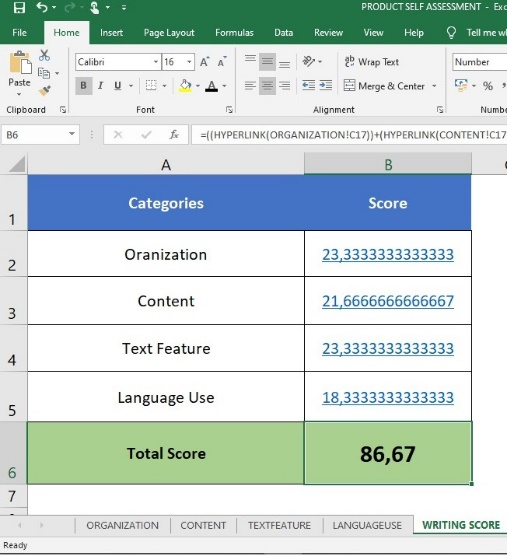 PRODUCT SELF ASSESSMENT - Exc
File Home Insert Page Layout Formulas Data Review View Help Tell me wh
Calibri 16 A A Wrap Text Number
Paste B I U A Merge & Center %
Clipboard Font Alignment Numbe
B6 fx =((HYPERLINK(ORGANIZATION!C17))+(HYPERLINK(CONTENT!C17
A B
1 Categories Score
2 Oranization 23,3333333333333
3 Content 21,6666666666667
4 Text Feature 23,3333333333333
5 Language Use 18,3333333333333
6 Total Score 86,67
7
ORGANIZATION CONTENT TEXTFEATURE LANGUAGEUSE WRITING SCORE
Ready